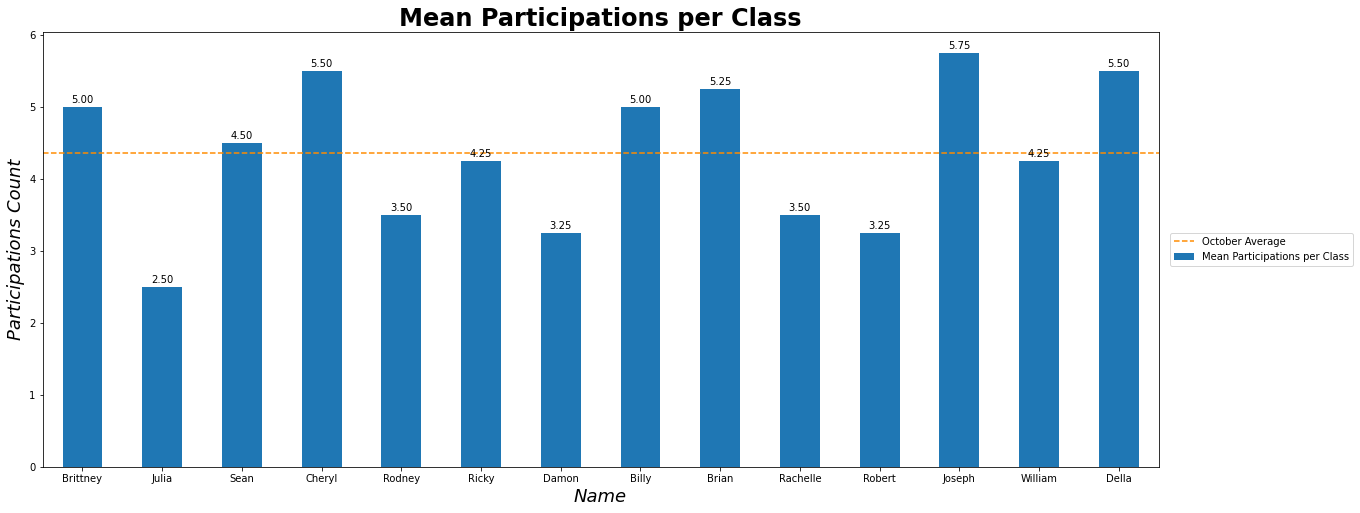 Mean Participations per Class
Participations Count
6
5
4
3
2
1
0
5.00
2.50
4.50
5.50
3.50
4.25
3.25
5.00
5.25
3.50
3.25
5.75
4.25
5.50
Brittney
Julia
Sean
Cheryl
Rodney
Ricky
Damon
Billy
Brian
Rachelle
Robert
Joseph
William
Della
Name
October Average
Mean Participations per Class